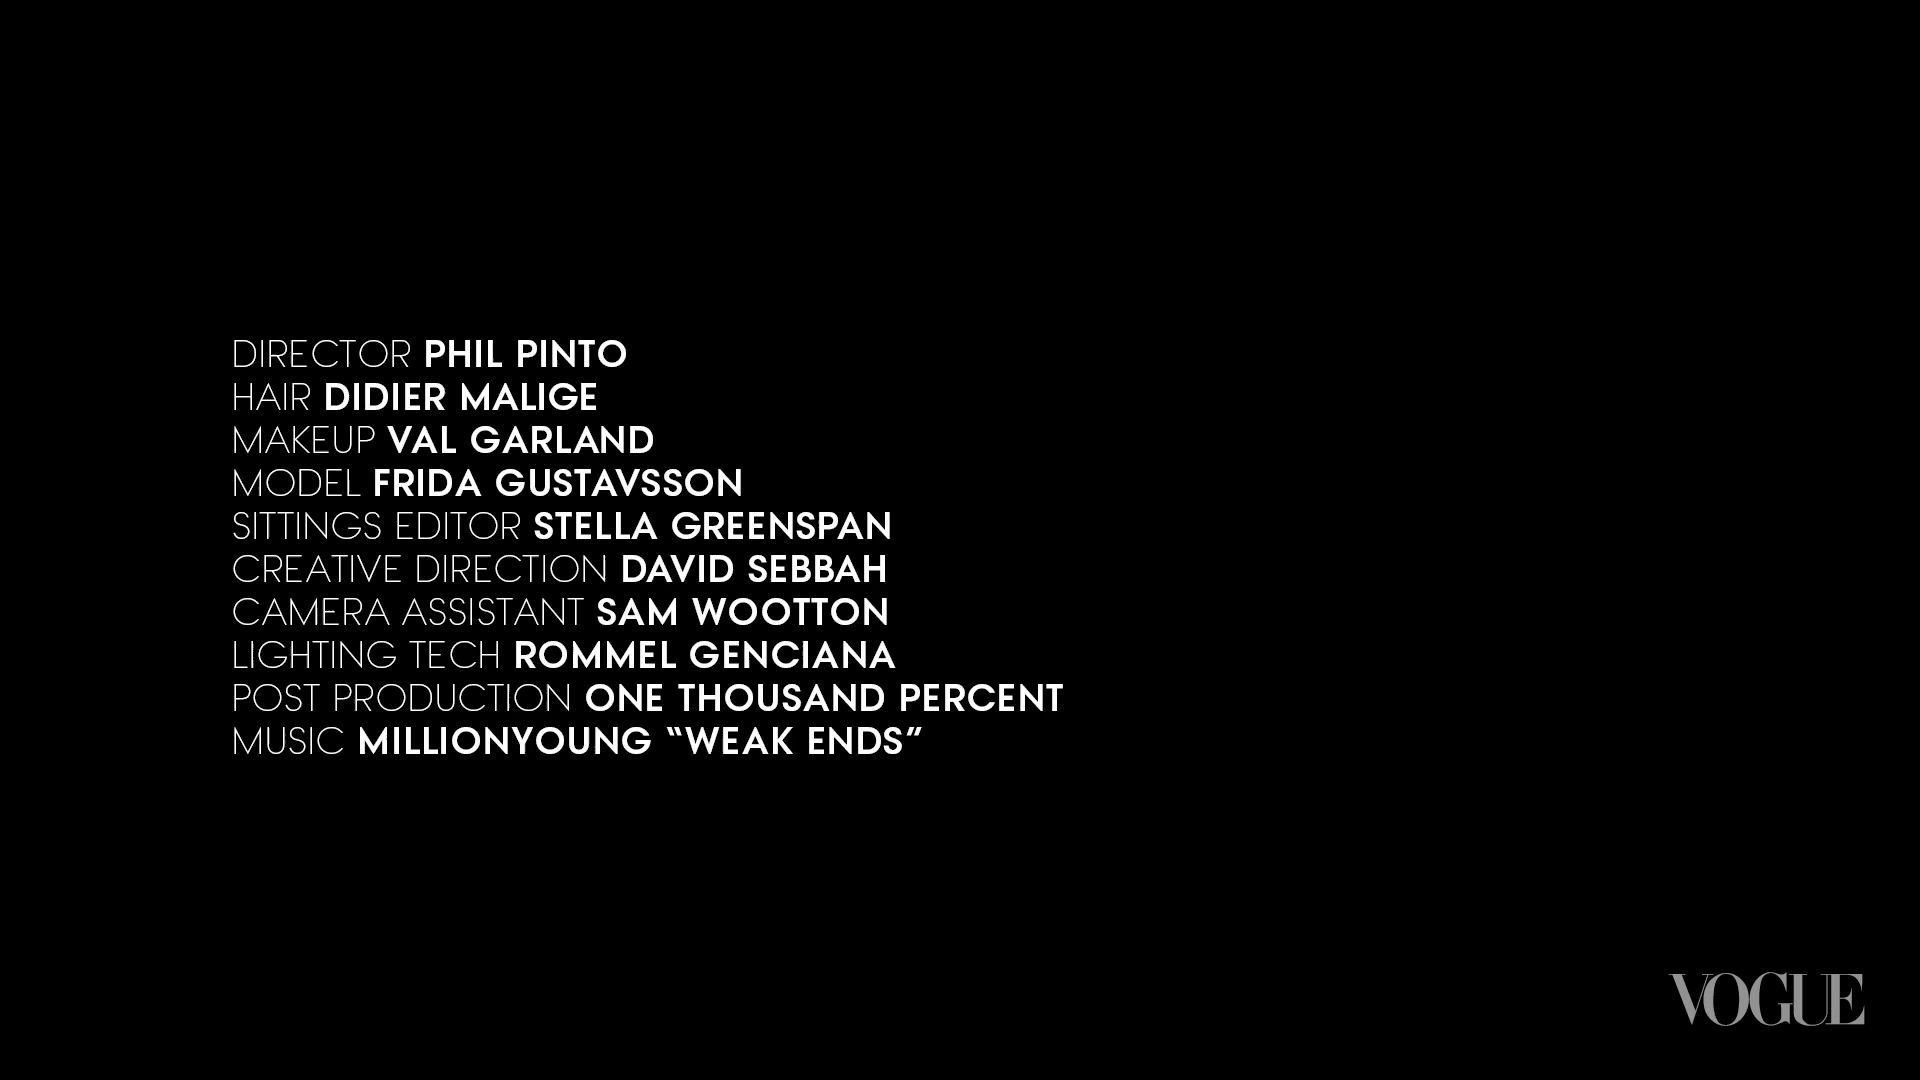 DIRECTOR PHIL PINTO
HAIR DIDIER MALIGE
MAKEUP VAL GARLAND
MODEL FRIDA GUSTAVSSON
SITTINGS EDITOR STELLA GREENSPAN
CREATIVE DIRECTION DAVID SEBBAH
CAMERA ASSISTANT SAM WOOTTON
LIGHTING TECH ROMMEL GENCIANA
POST PRODUCTION ONE THOUSAND PERCENT
MUSIC MILLIONYOUNG “WEAK ENDS”
VOGUE